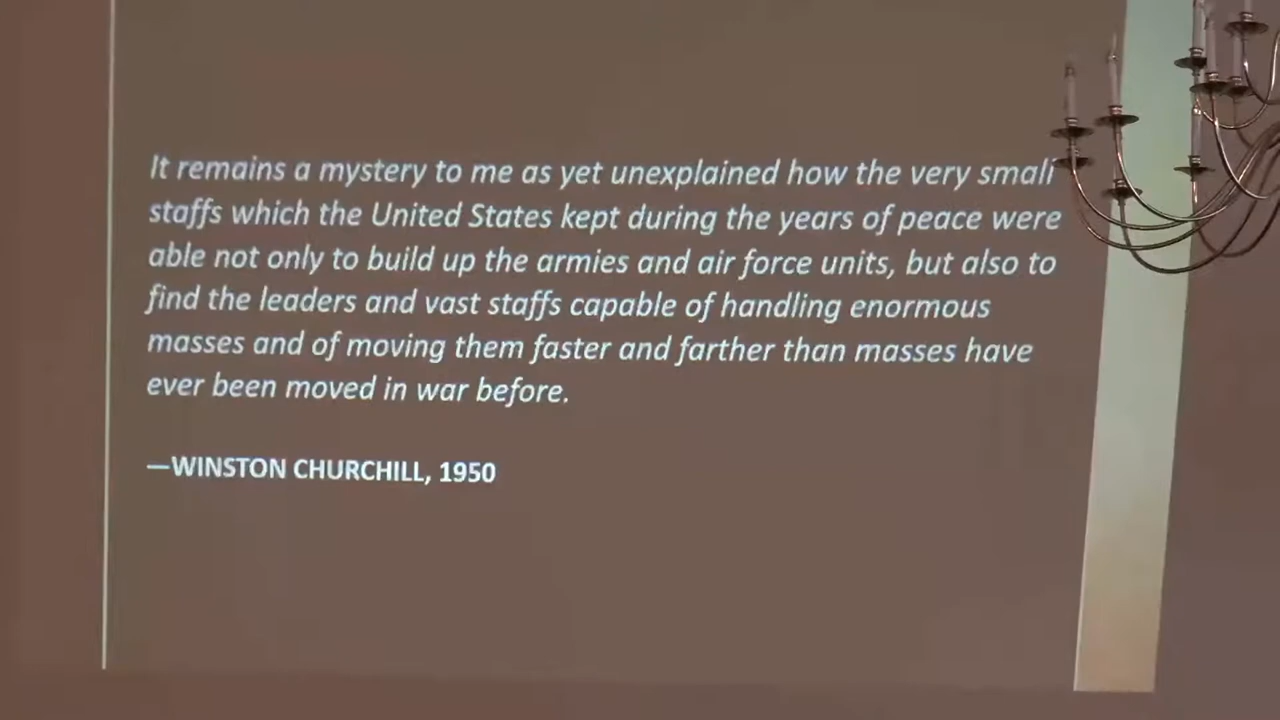 It remains a mystery to me as yet unexplained how the very small
staffs which the United States kept during the years of peace were
able not only to build up the armies and air force units, but also to
find the leaders and vast staffs capable of handling enormous
masses and of moving them faster and farther than masses have
ever been moved in war before.
—WINSTON CHURCHILL, 1950